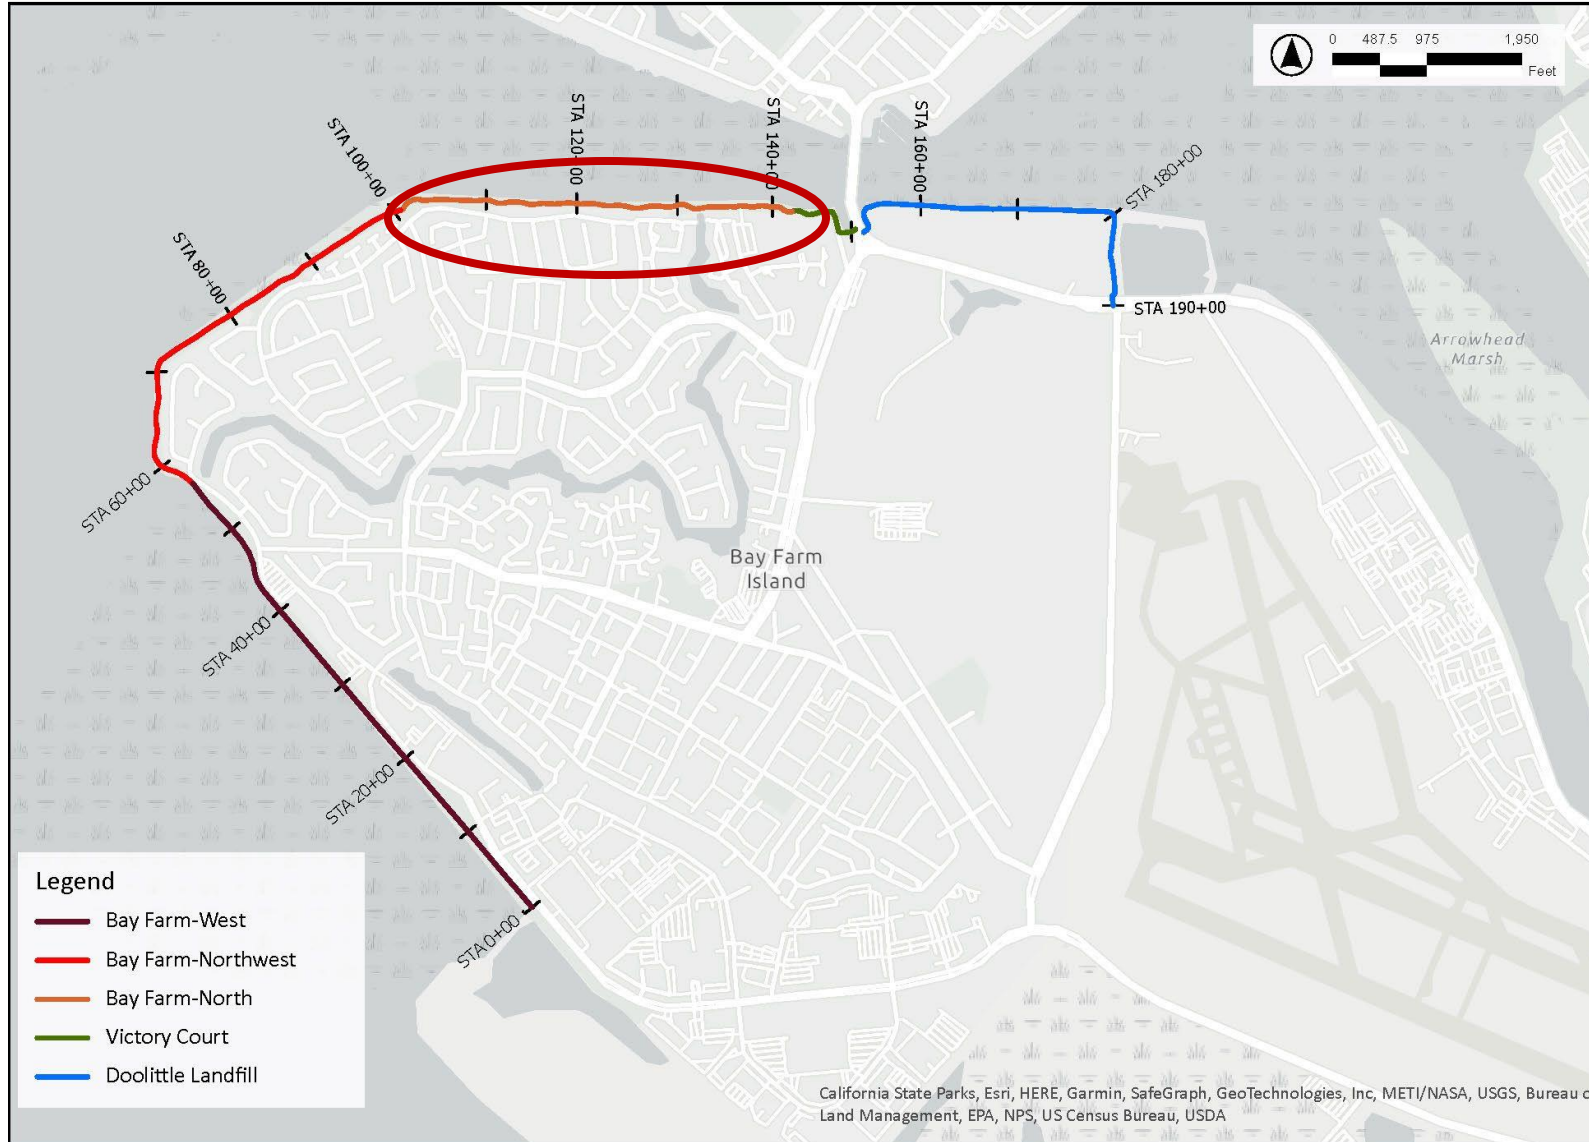 0 487.5 975 1,950
Feet
STA 100+00
STA 120+00
STA 140+00
STA 160+00
STA 180+00
STA 80+00
STA 190+00
Arrowhead
Marsh
STA 60+00
Bay Farm
Island
STA 40+00
STA 20+00
STA 0+00
Legend
Bay Farm-West
Bay Farm-Northwest
Bay Farm-North
Victory Court
Doolittle Landfill
California State Parks, Esri, HERE, Garmin, SafeGraph, GeoTechnologies, Inc, METI/NASA, USGS, Bureau
Land Management, EPA, NPS, US Census Bureau, USDA